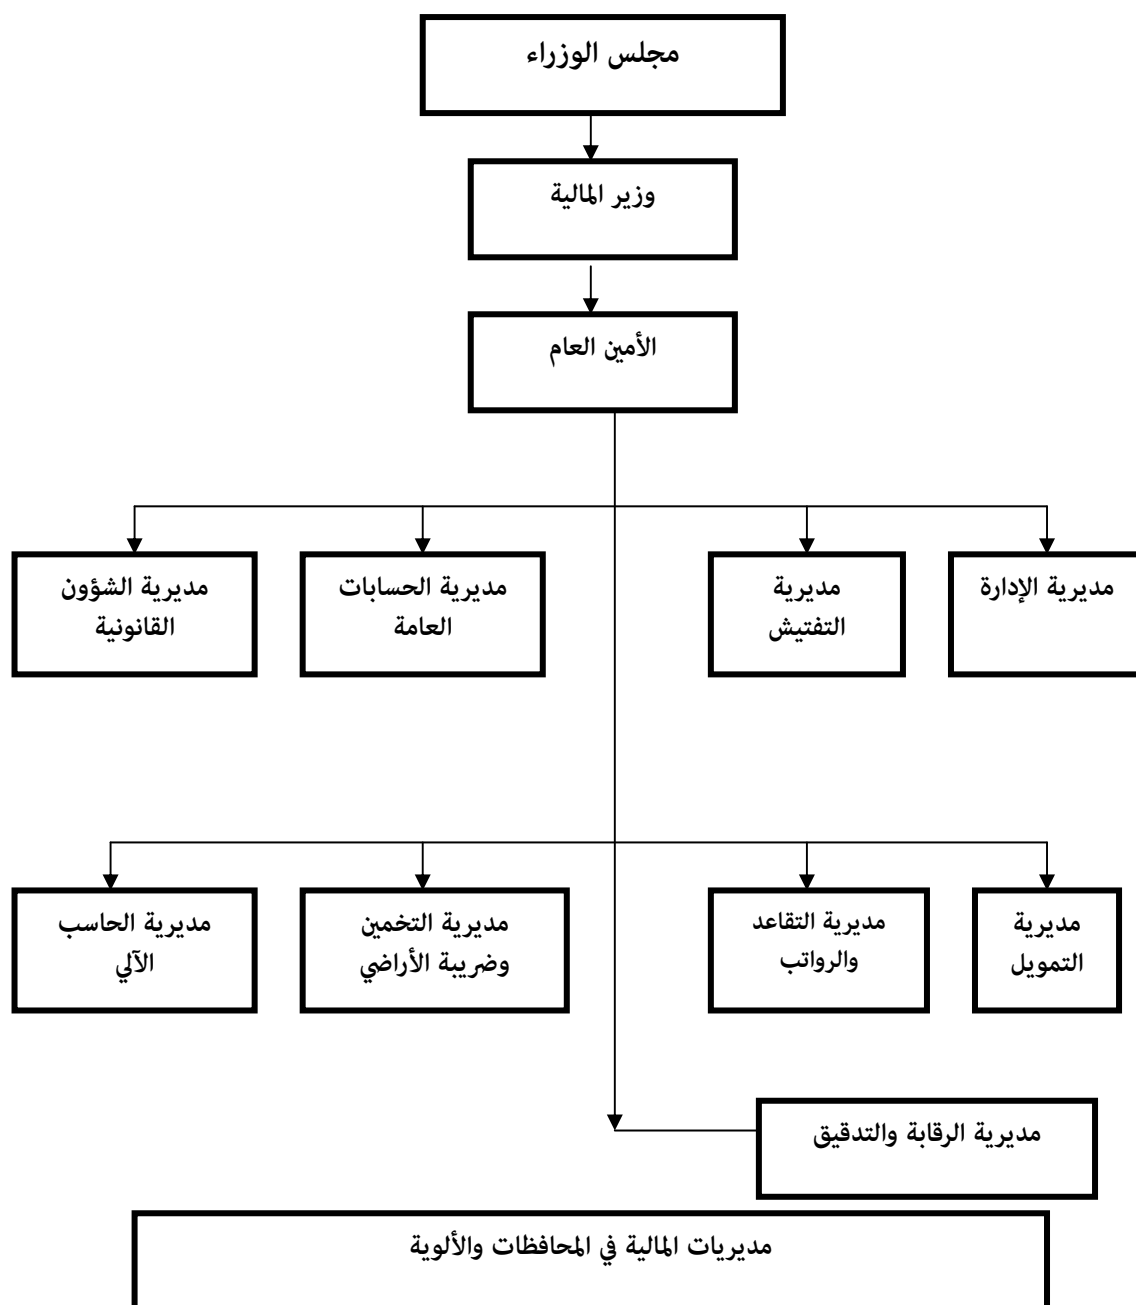 مجلس الوزراء
وزير المالية
الأمين العام
مديرية الإدارة
مديرية
التفتيش
مديرية الحسابات
العامة
مديرية الشؤون
القانونية
مديرية
التمويل
مديرية التقاعد
والرواتب
مديرية التخمين
وضريبة الأراضي
مديرية الحاسب
الآلي
مديرية الرقابة والتدقيق
مديريات المالية في المحافظات والألوية